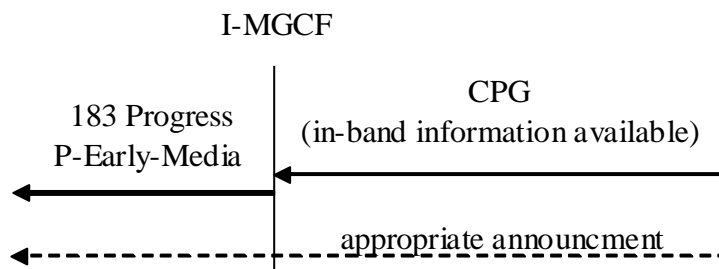 I-MGCF
183 Progress
P-Early-Media
CPG
(in-band information available)
appropriate announcment